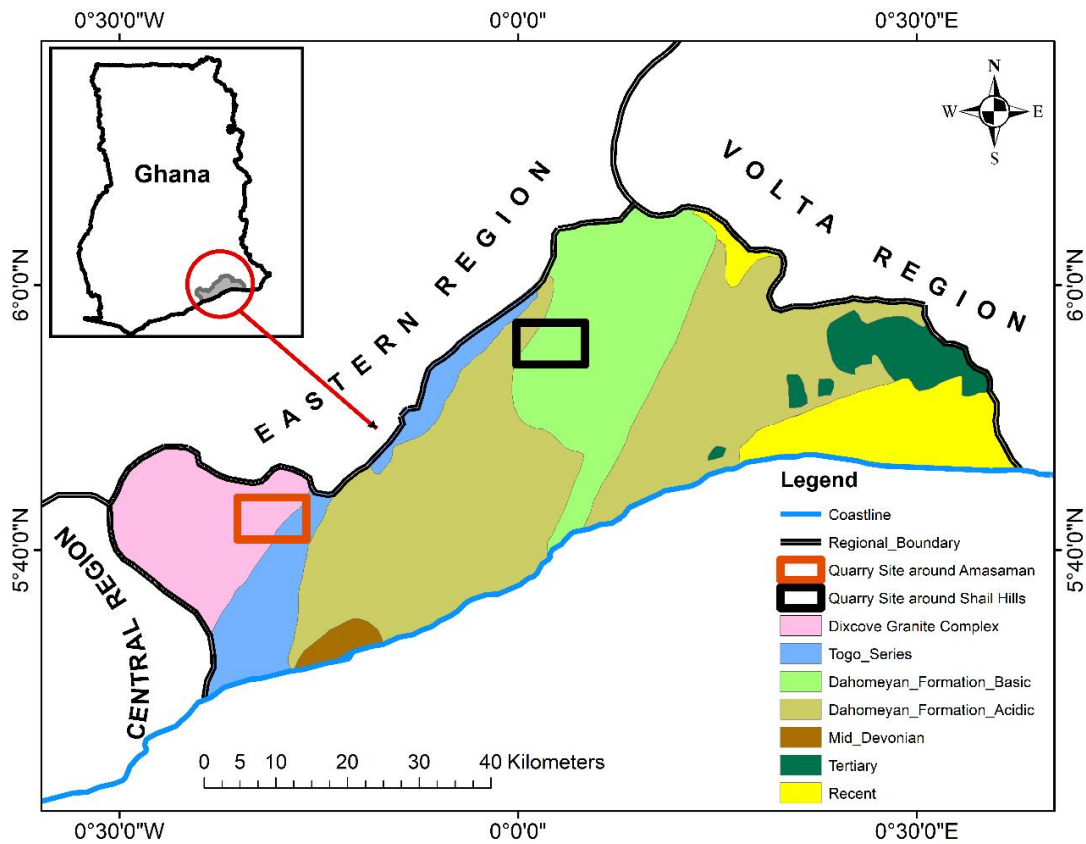 0°30'0"W 0°0'0" 0°30'0"E
Ghana
N
W E
S
VOLTA REGION
EASTERN REGION
CENTRAL REGION
6°0'0"N
6°0'0"N
5°40'0"N
5°40'0"N
0 5 10 20 30 40 Kilometers
Legend
Coastline
Regional_Boundary
Quarry Site around Amasaman
Quarry Site around Shail Hills
Dixcove Granite Complex
Togo_Series
Dahomeyan_Formation_Basic
Dahomeyan_Formation_Acidic
Mid_Devonian
Tertiary
Recent
0°30'0"W 0°0'0" 0°30'0"E